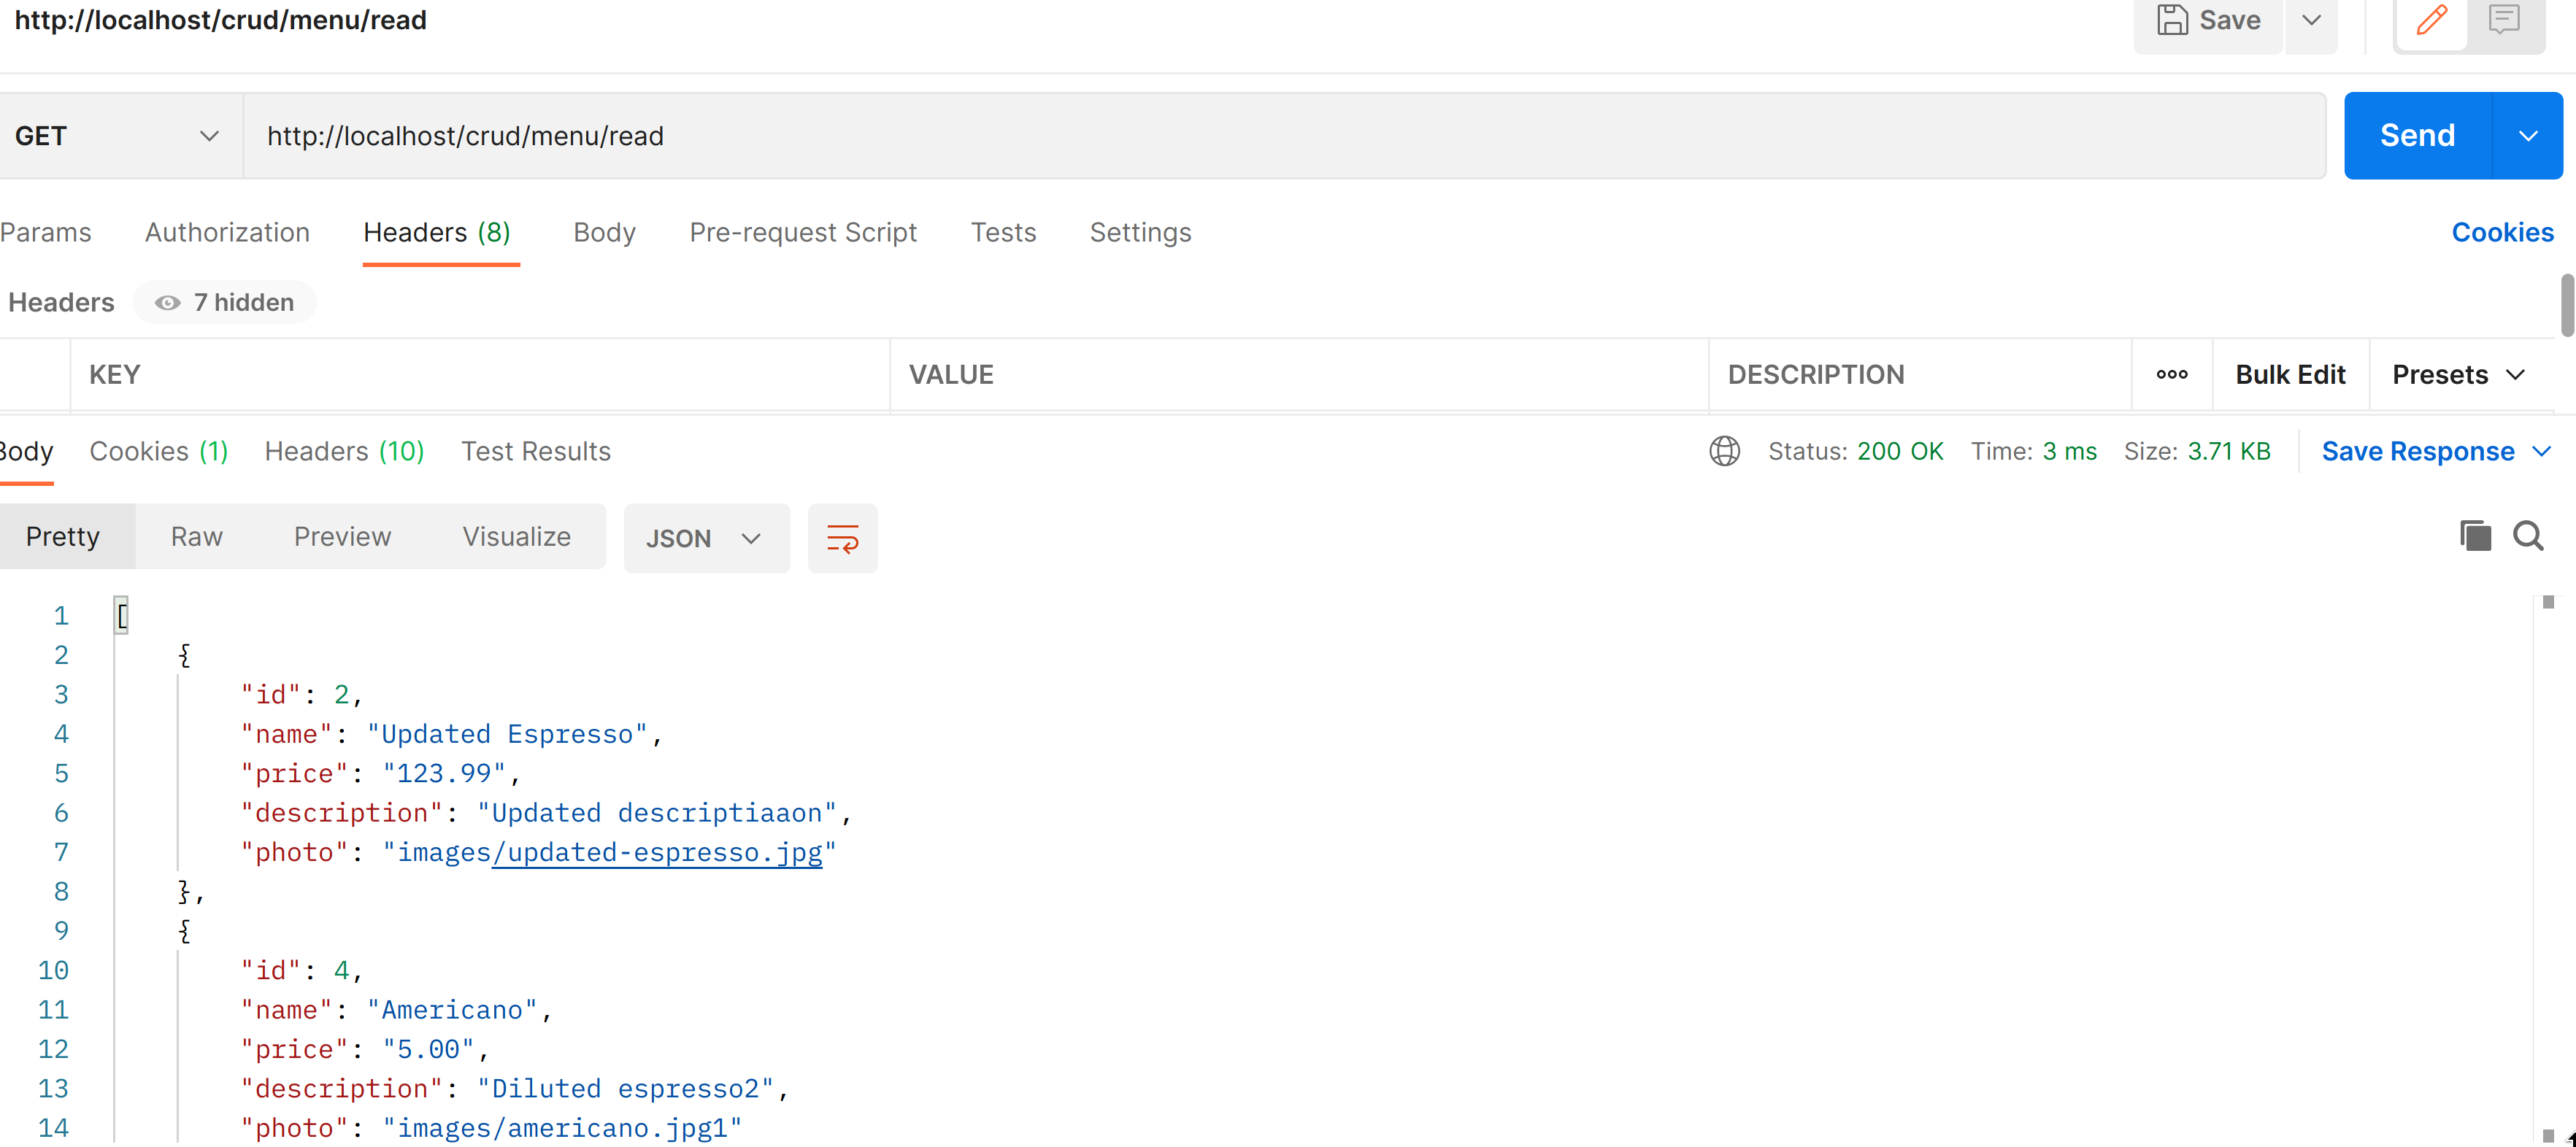 http://localhost/crud/menu/read
Save
GET
http://localhost/crud/menu/read
Send
Params Authorization Headers (8) Body Pre-request Script Tests Settings Cookies
Headers 7 hidden
KEY VALUE DESCRIPTION Bulk Edit Presets
Body Cookies (1) Headers (10) Test Results Status: 200 OK Time: 3 ms Size: 3.71 KB Save Response
Pretty Raw Preview Visualize JSON
1 [
2 {
3 "id": 2,
4 "name": "Updated Espresso",
5 "price": "123.99",
6 "description": "Updated descriptiaaon",
7 "photo": "images/updated-espresso.jpg"
8 },
9 {
10 "id": 4,
11 "name": "Americano",
12 "price": "5.00",
13 "description": "Diluted espresso2",
14 "photo": "images/americano.jpg1"